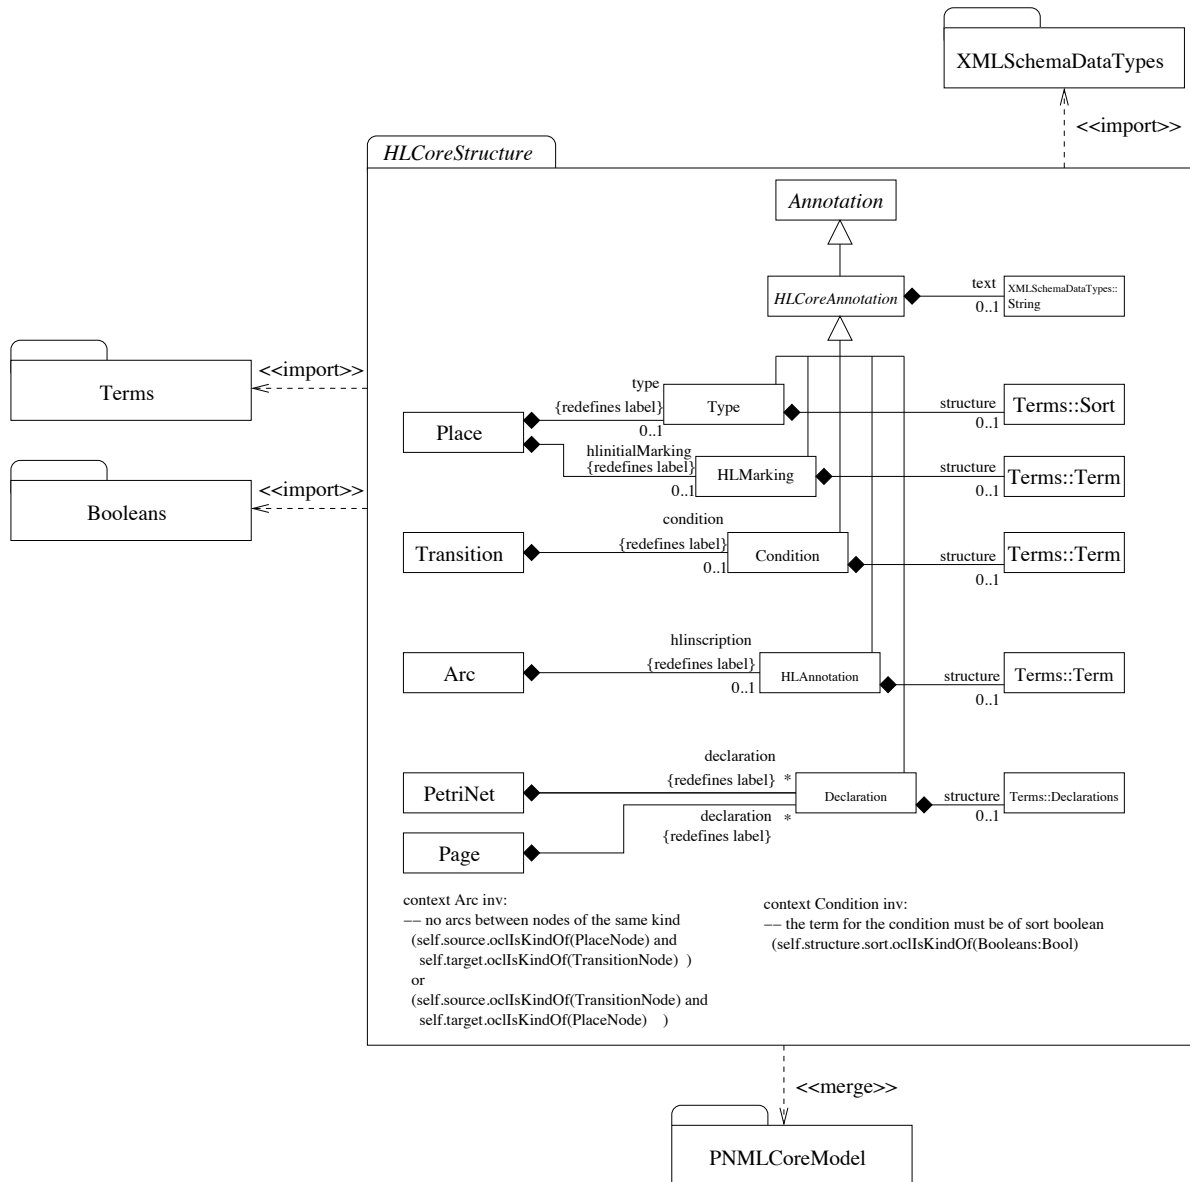 XMLSchemaDataTypes
<<import>>
HLCoreStructure
Annotation
HLCoreAnnotation
text
0..1
XMLSchemaDataTypes::
String
<<import>>
Terms
<<import>>
Booleans
Place
type
{redefines label}
0..1
Type
structure
0..1
Terms::Sort
hlinitialMarking
{redefines label}
0..1
HLMarking
structure
0..1
Terms::Term
Transition
condition
{redefines label}
0..1
Condition
structure
0..1
Terms::Term
Arc
hlinscription
{redefines label}
0..1
HLAnnotation
structure
0..1
Terms::Term
PetriNet
declaration
{redefines label} *
Declaration
structure
0..1
Terms::Declarations
Page
declaration *
{redefines label}
context Arc inv:
−− no arcs between nodes of the same kind
(self.source.oclIsKindOf(PlaceNode) and
self.target.oclIsKindOf(TransitionNode) )
or
(self.source.oclIsKindOf(TransitionNode) and
self.target.oclIsKindOf(PlaceNode) )
context Condition inv:
−− the term for the condition must be of sort boolean
(self.structure.sort.oclIsKindOf(Booleans:Bool)
<<merge>>
PNMLCoreModel